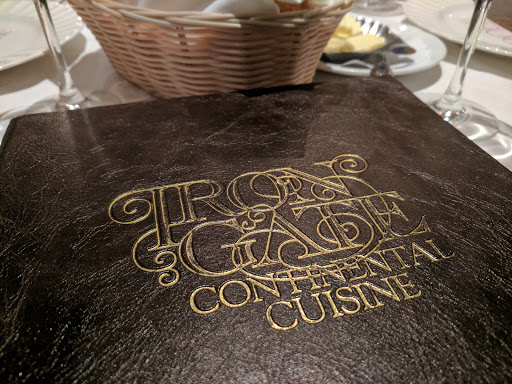 IRON
GATE
CONTINENTAL
CUISINE